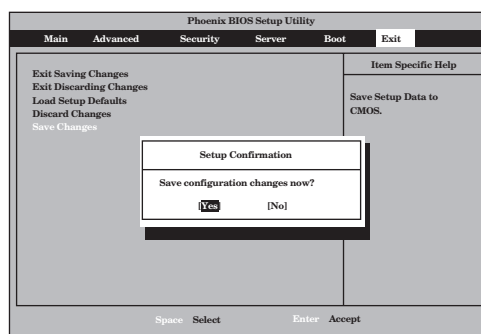 Phoenix BIOS Setup Utility
Main Advanced Security Server Boot Exit
Item Specific Help
Exit Saving Changes
Exit Discarding Changes
Load Setup Defaults
Discard Changes
Save Changes
Save Setup Data to
CMOS.
Setup Confirmation
Save configuration changes now?
[Yes] [No]
Space Select Enter Accept